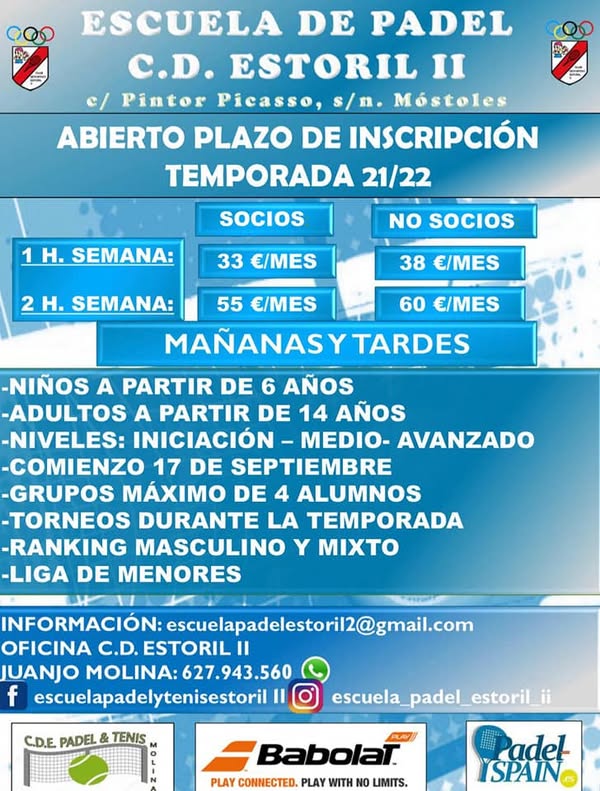 ESCUELA DE PADEL
C.D. ESTORIL II
c/ Pintor Picasso, s/n. Móstoles
ABIERTO PLAZO DE INSCRIPCIÓN
TEMPORADA 21/22
SOCIOS NO SOCIOS
1 H. SEMANA: 33 €/MES 38 €/MES
2 H. SEMANA: 55 €/MES 60 €/MES
MAÑANAS Y TARDES
-NIÑOS A PARTIR DE 6 AÑOS
-ADULTOS A PARTIR DE 14 AÑOS
-NIVELES: INICIACIÓN – MEDIO- AVANZADO
-COMIENZO 17 DE SEPTIEMBRE
-GRUPOS MÁXIMO DE 4 ALUMNOS
-TORNEOS DURANTE LA TEMPORADA
-RANKING MASCULINO Y MIXTO
-LIGA DE MENORES
INFORMACIÓN: escuelapadelestoril2@gmail.com
OFICINA C.D. ESTORIL II
JUANJO MOLINA: 627.943.560
escuelapadelytenisestoril II escuela_padel_estoril_ii
C.D.E. PADEL & TENIS
MOLINA
PLAY
Babolat
PLAY CONNECTED. PLAY WITH NO LIMITS.
Padel-
SPAIN
.es